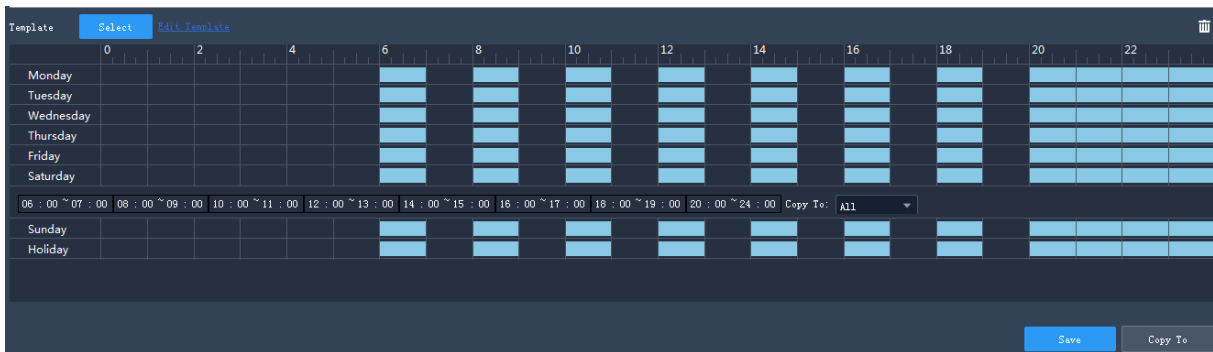 Template Select Edit Template
0 2 4 6 8 10 12 14 16 18 20 22
Monday
Tuesday
Wednesday
Thursday
Friday
Saturday
06 : 00 ~ 07 : 00 08 : 00 ~ 09 : 00 10 : 00 ~ 11 : 00 12 : 00 ~ 13 : 00 14 : 00 ~ 15 : 00 16 : 00 ~ 17 : 00 18 : 00 ~ 19 : 00 20 : 00 ~ 24 : 00 Copy To: All
Sunday
Holiday
Save Copy To